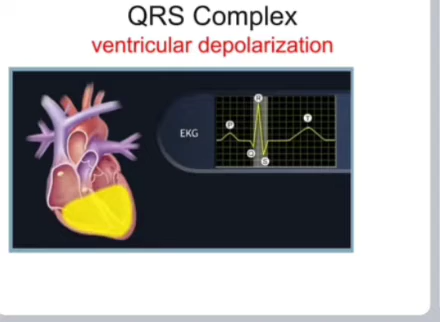 QRS Complex
ventricular depolarization
EKG
P
R
Q
S
T